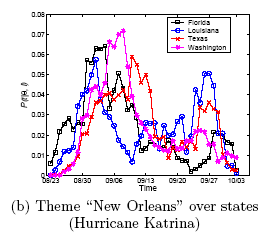 0.08
Florida
Louisiana
Texas
Washington
0.07
0.06
0.05
0.04
0.03
0.02
0.01
0
P(θ|t, l)
08/23 08/30 09/06 09/13 09/20 09/27 10/03
Time
(b) Theme “New Orleans” over states
(Hurricane Katrina)